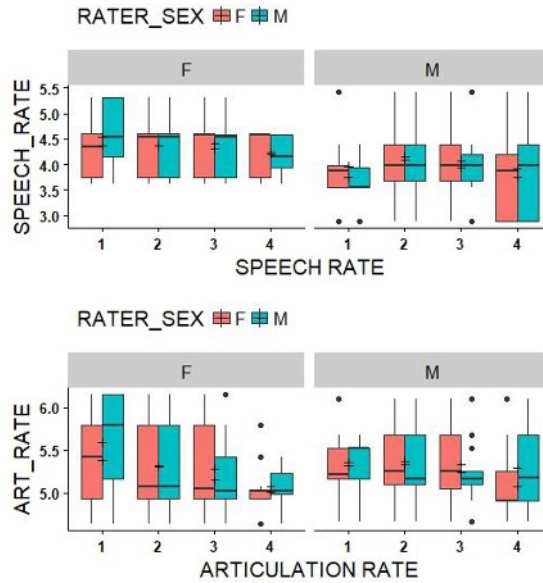 RATER_SEX F M
F M
SPEECH_RATE
5.5
5.0
4.5
4.0
3.5
3.0
1 2 3 4 1 2 3 4
SPEECH RATE
RATER_SEX F M
F M
ART_RATE
6.0
5.5
5.0
1 2 3 4 1 2 3 4
ARTICULATION RATE